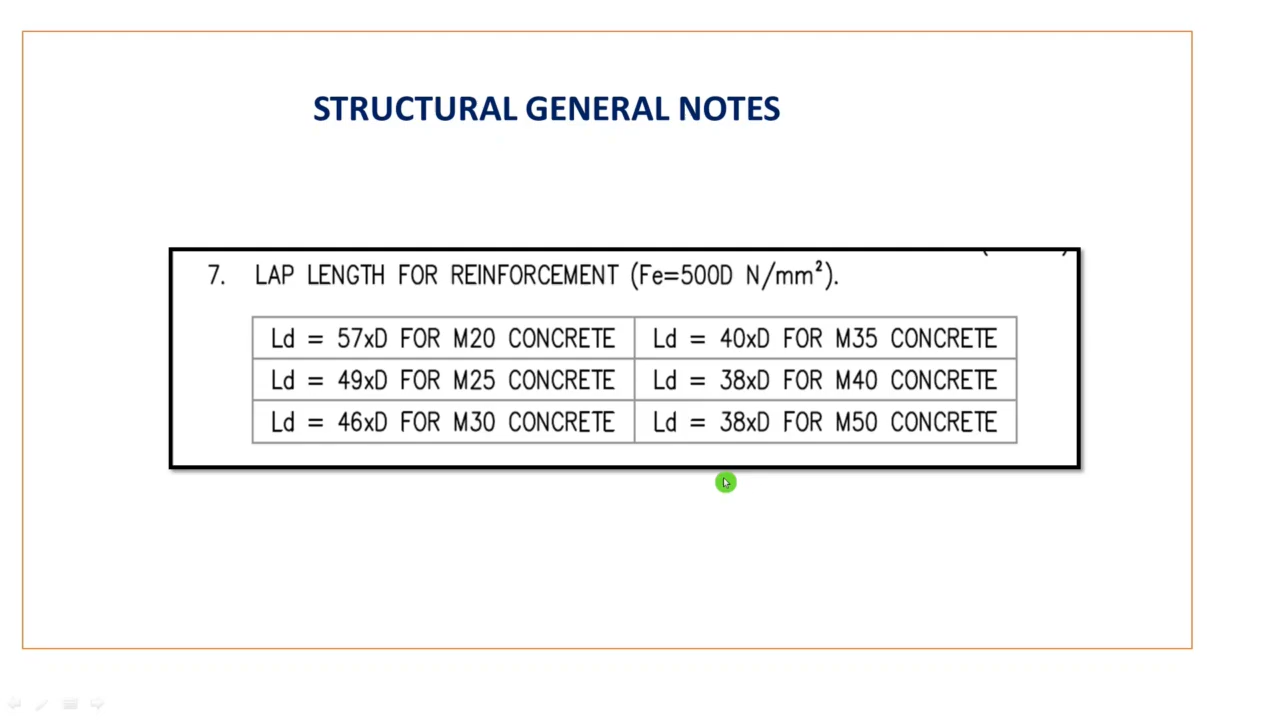 STRUCTURAL GENERAL NOTES
7. LAP LENGTH FOR REINFORCEMENT (Fe=500D N/mm²).
Ld = 57xD FOR M20 CONCRETE Ld = 40xD FOR M35 CONCRETE
Ld = 49xD FOR M25 CONCRETE Ld = 38xD FOR M40 CONCRETE
Ld = 46xD FOR M30 CONCRETE Ld = 38xD FOR M50 CONCRETE